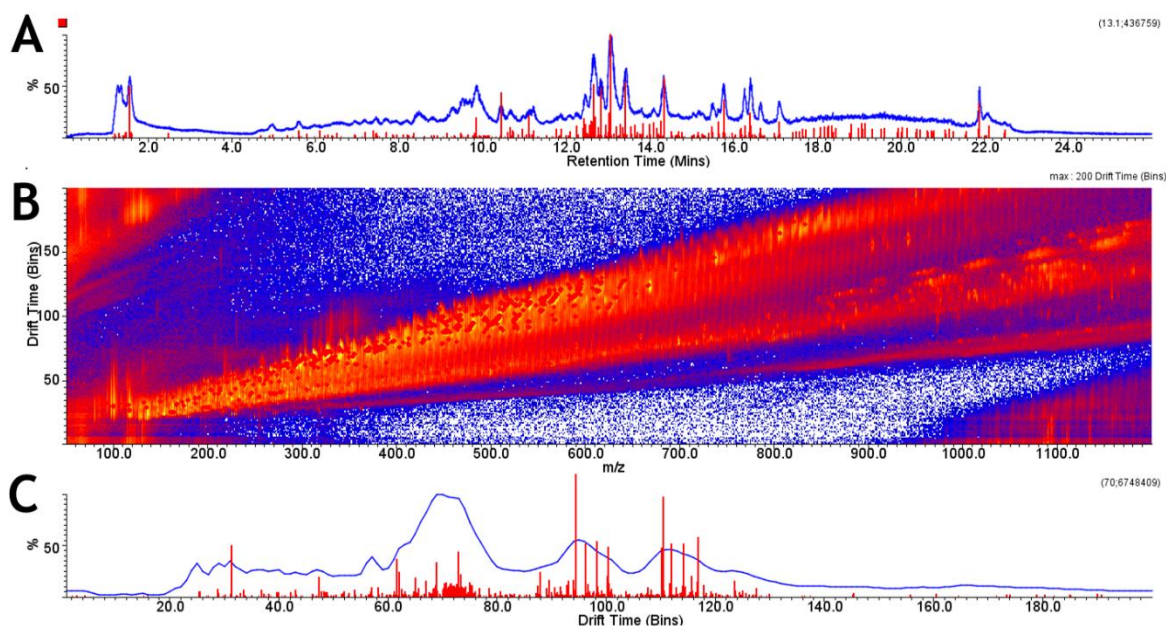 A
(13.1;436759)
%
50
2.0 4.0 6.0 8.0 10.0 12.0 14.0 16.0 18.0 20.0 22.0 24.0
Retention Time (Mins)
max : 200 Drift Time (Bins)
B
Drift Time (Bins)
150
100
50
100.0 200.0 300.0 400.0 500.0 600.0 700.0 800.0 900.0 1000.0 1100.0
m/z
C
(70;6748409)
%
50
20.0 40.0 60.0 80.0 100.0 120.0 140.0 160.0 180.0
Drift Time (Bins)